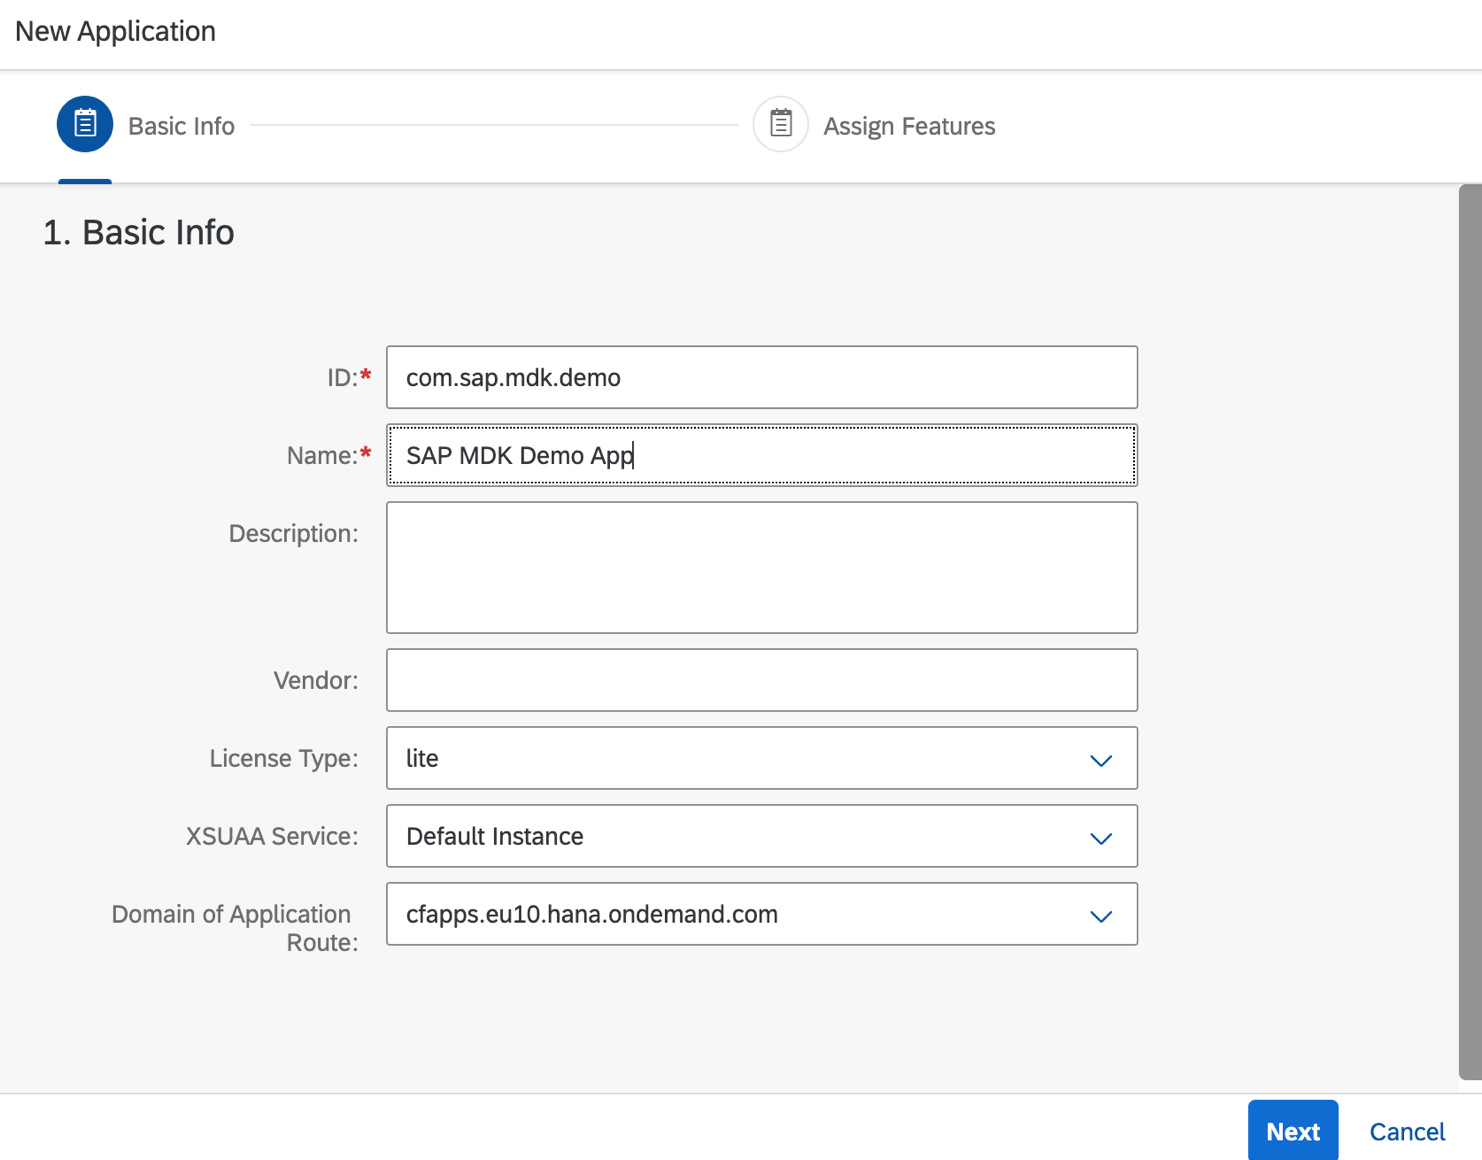 New Application
Basic Info
Assign Features
1. Basic Info
ID:*
com.sap.mdk.demo
Name:*
SAP MDK Demo App
Description:
Vendor:
License Type:
lite
XSUAA Service:
Default Instance
Domain of Application
Route:
cfapps.eu10.hana.ondemand.com
Next
Cancel